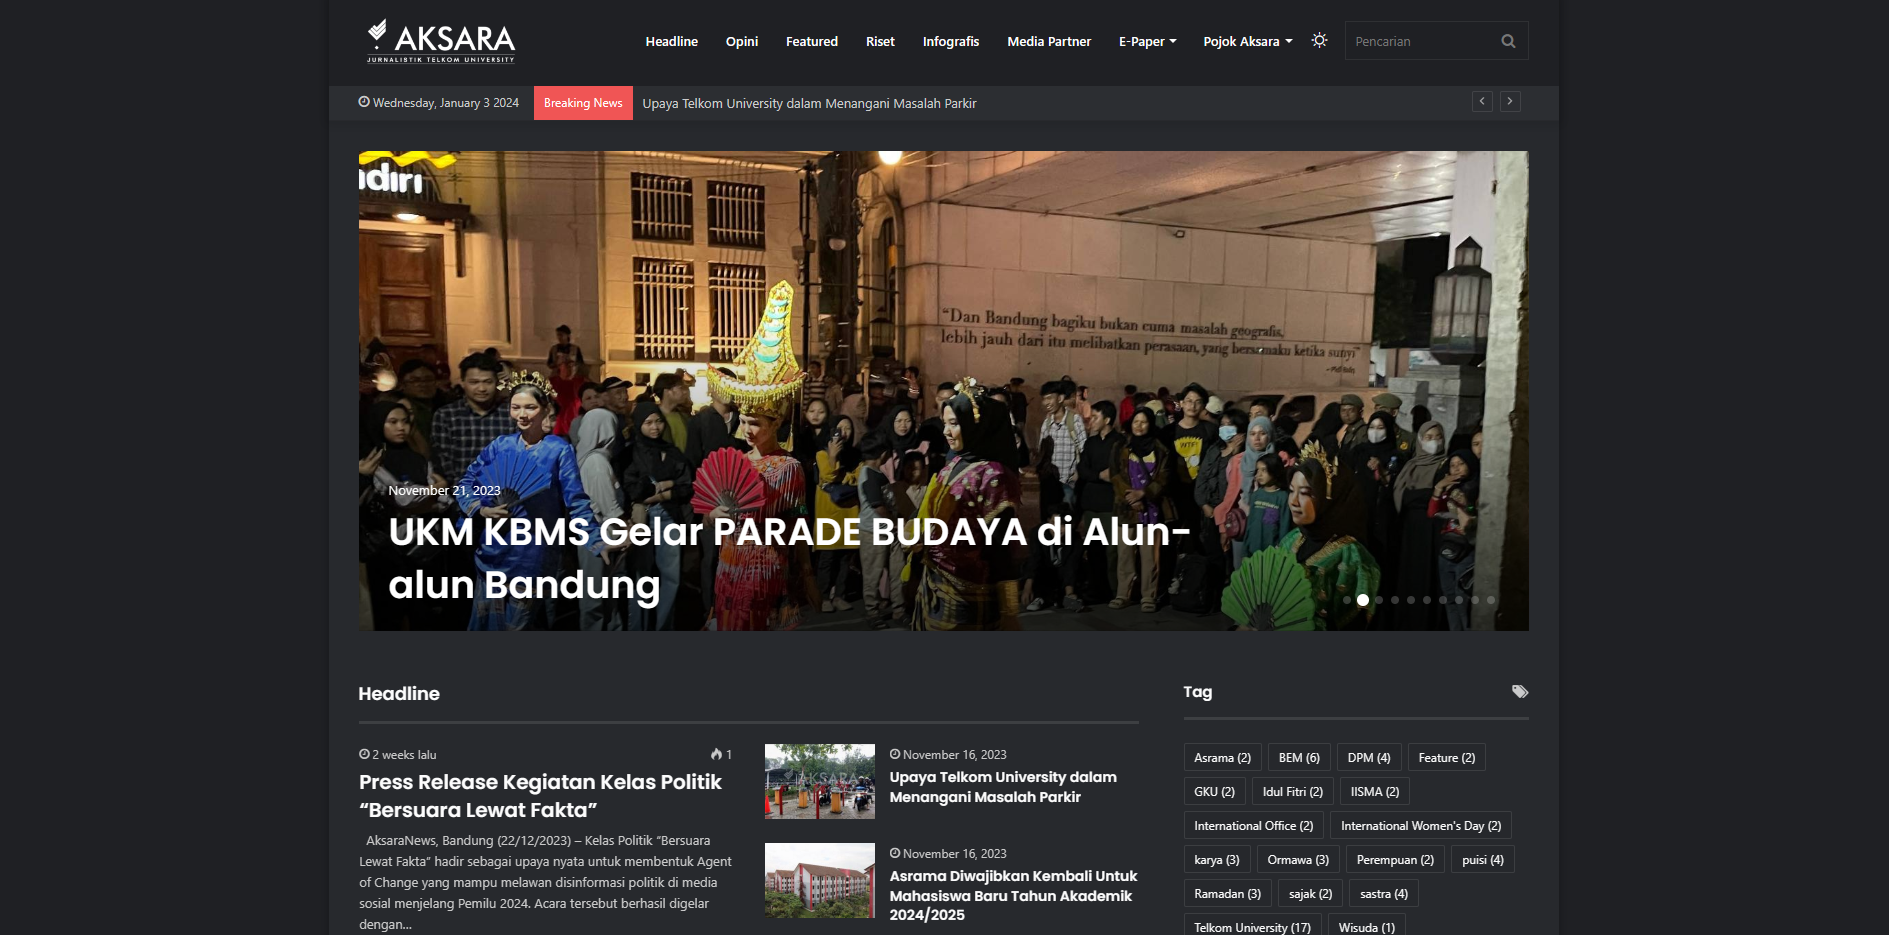 AKSARA
JURNALISTIK TELKOM UNIVERSITY
Headline
Opini
Featured
Riset
Infografis
Media Partner
E-Paper
Pojok Aksara
Pencarian
Wednesday, January 3 2024
Breaking News
Upaya Telkom University dalam Menangani Masalah Parkir
ndiri
“Dan Bandung bagiku bukan cuma masalah geografis,
lebih jauh dari itu melibatkan perasaan, yang bersamaku ketika sunyi”
WTF!
November 21, 2023
UKM KBMS Gelar PARADE BUDAYA di Alun-
alun Bandung
Headline
2 weeks lalu
1
Press Release Kegiatan Kelas Politik
“Bersuara Lewat Fakta”
AksaraNews, Bandung (22/12/2023) – Kelas Politik “Bersuara
Lewat Fakta” hadir sebagai upaya nyata untuk membentuk Agent
of Change yang mampu melawan disinformasi politik di media
sosial menjelang Pemilu 2024. Acara tersebut berhasil digelar
dengan...
AKSARA
November 16, 2023
Upaya Telkom University dalam
Menangani Masalah Parkir
November 16, 2023
Asrama Diwajibkan Kembali Untuk
Mahasiswa Baru Tahun Akademik
2024/2025
Tag
Asrama (2)
BEM (6)
DPM (4)
Feature (2)
GKU (2)
Idul Fitri (2)
IISMA (2)
International Office (2)
International Women's Day (2)
karya (3)
Ormawa (3)
Perempuan (2)
puisi (4)
Ramadan (3)
sajak (2)
sastra (4)
Telkom University (17)
Wisuda (1)